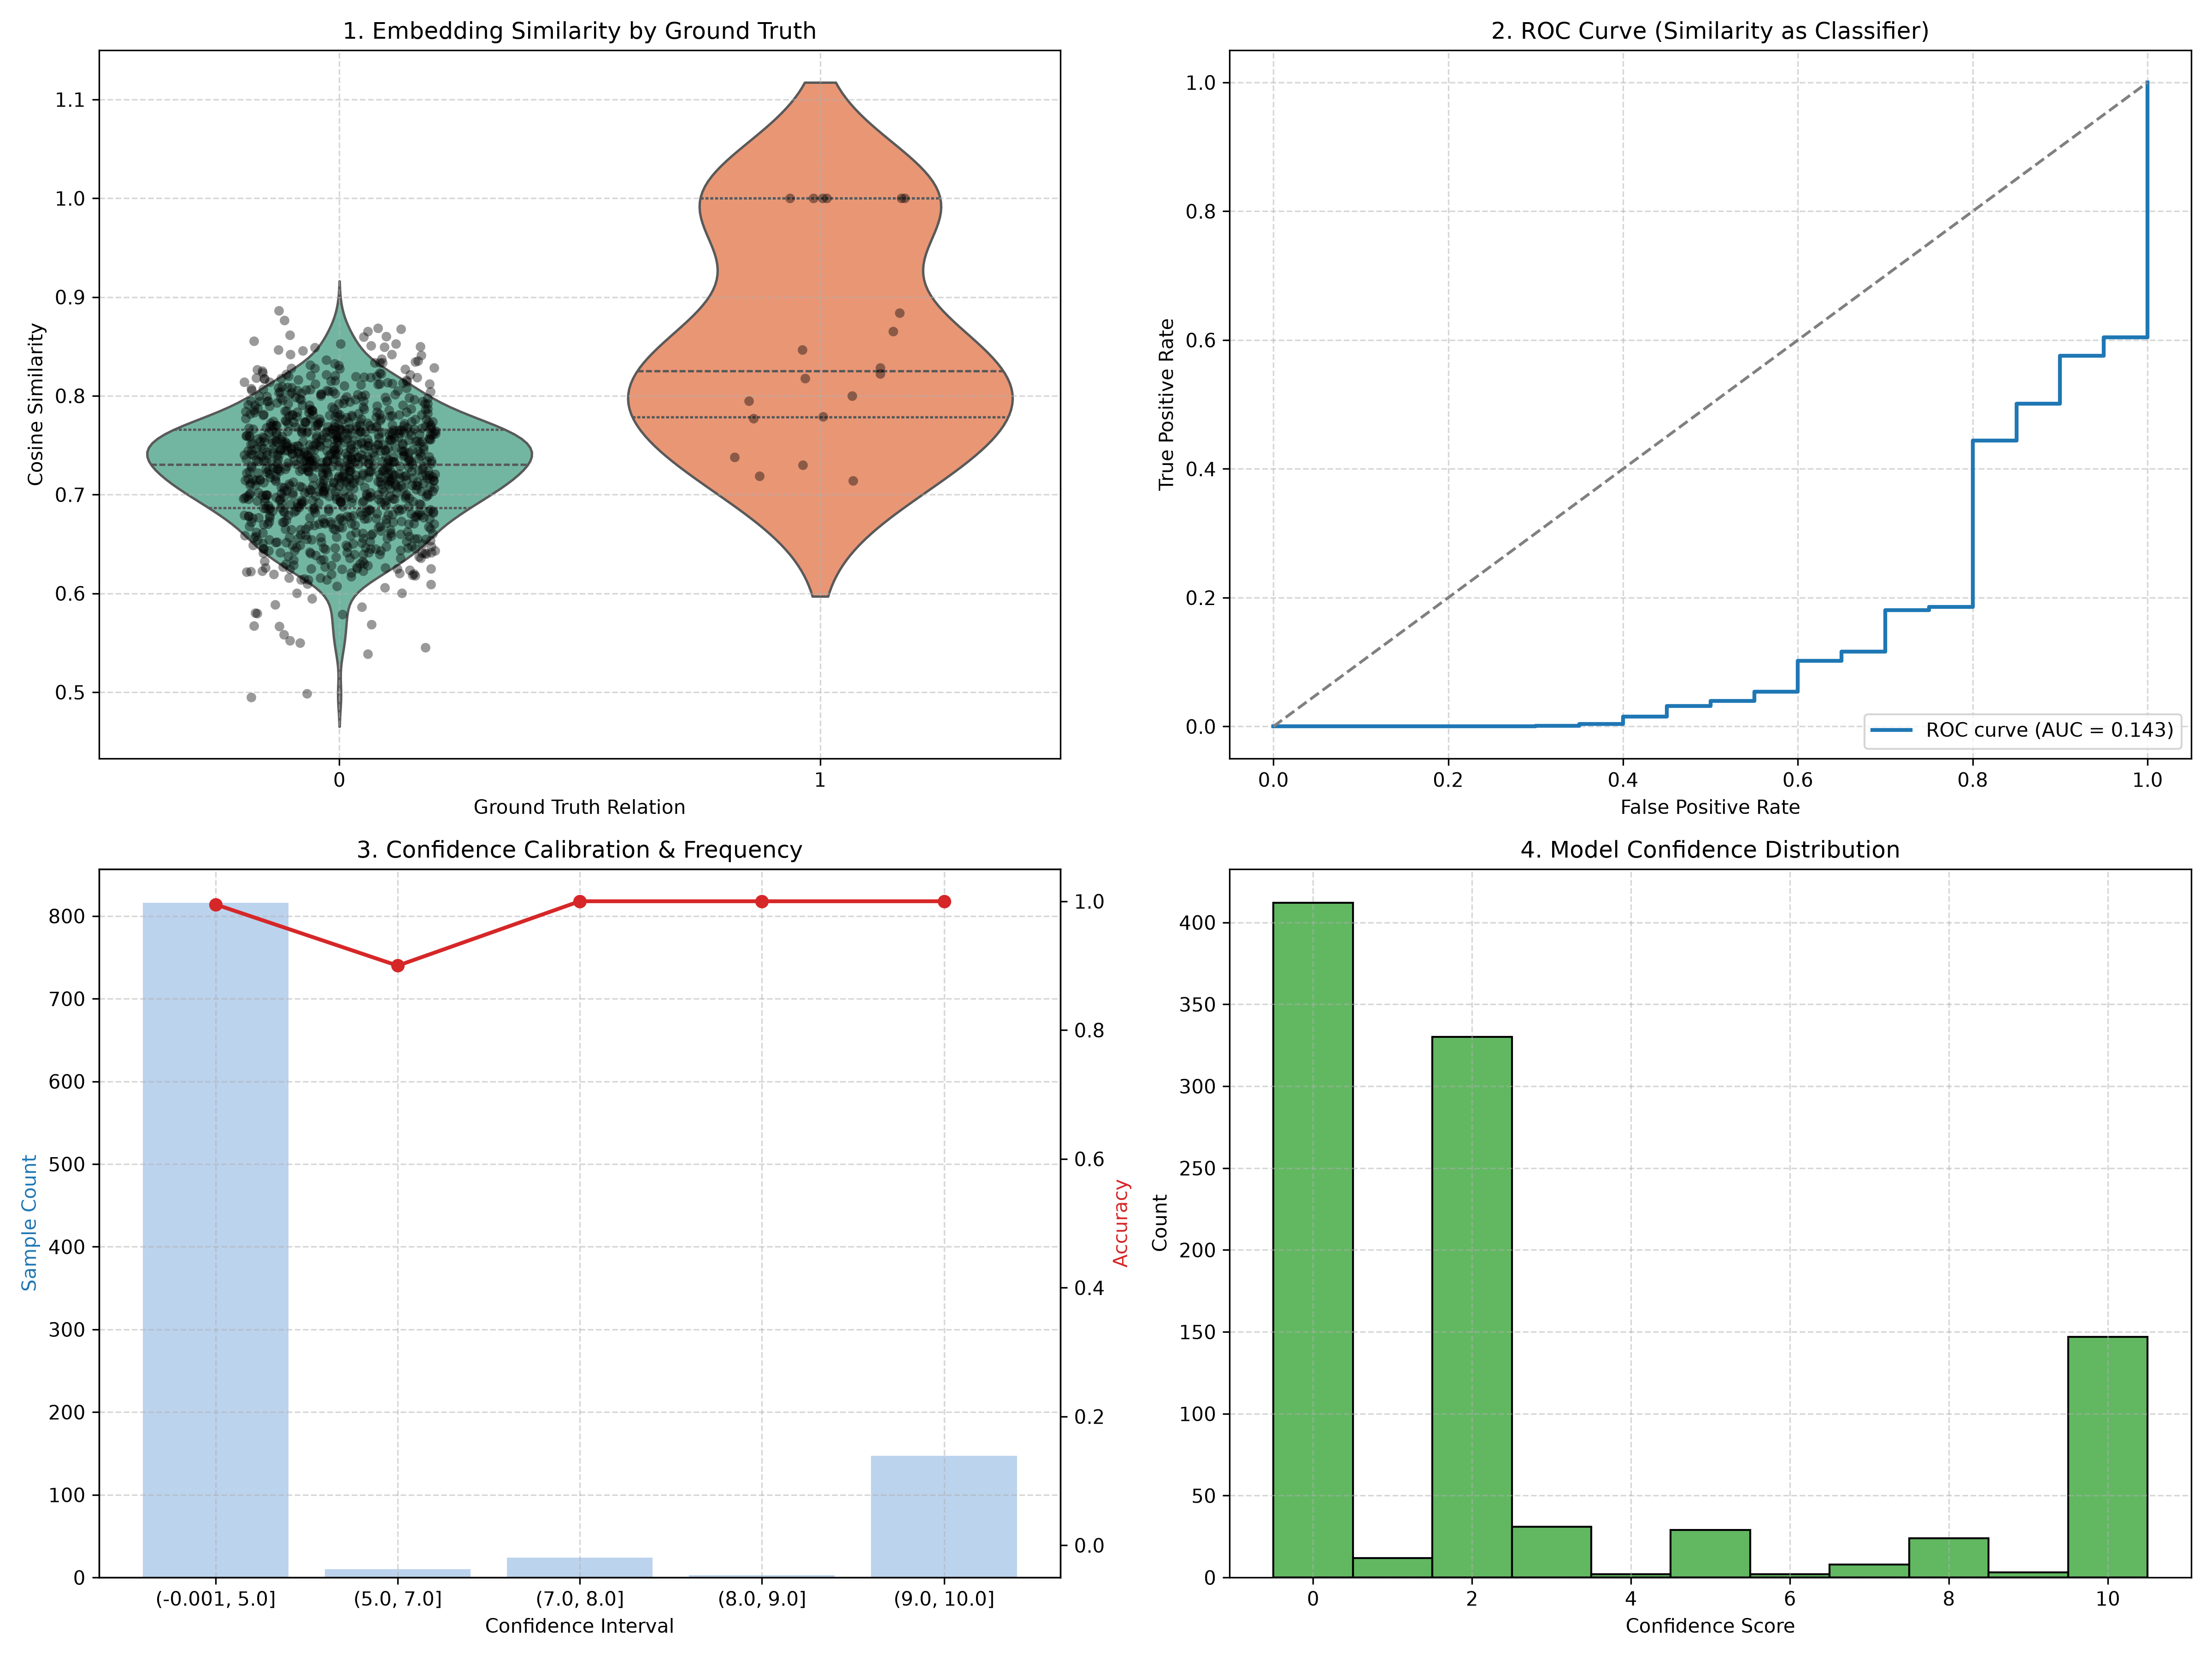 1. Embedding Similarity by Ground Truth
1.1
1.0
0.9
0.8
0.7
0.6
0.5
Cosine Similarity
0 1
Ground Truth Relation
2. ROC Curve (Similarity as Classifier)
1.0
0.8
0.6
0.4
0.2
0.0
True Positive Rate
ROC curve (AUC = 0.143)
0.0 0.2 0.4 0.6 0.8 1.0
False Positive Rate
3. Confidence Calibration & Frequency
800
700
600
500
400
300
200
100
0
Sample Count
1.0
0.8
0.6
0.4
0.2
0.0
Accuracy
(-0.001, 5.0] (5.0, 7.0] (7.0, 8.0] (8.0, 9.0] (9.0, 10.0]
Confidence Interval
4. Model Confidence Distribution
400
350
300
250
200
150
100
50
0
Count
0 2 4 6 8 10
Confidence Score